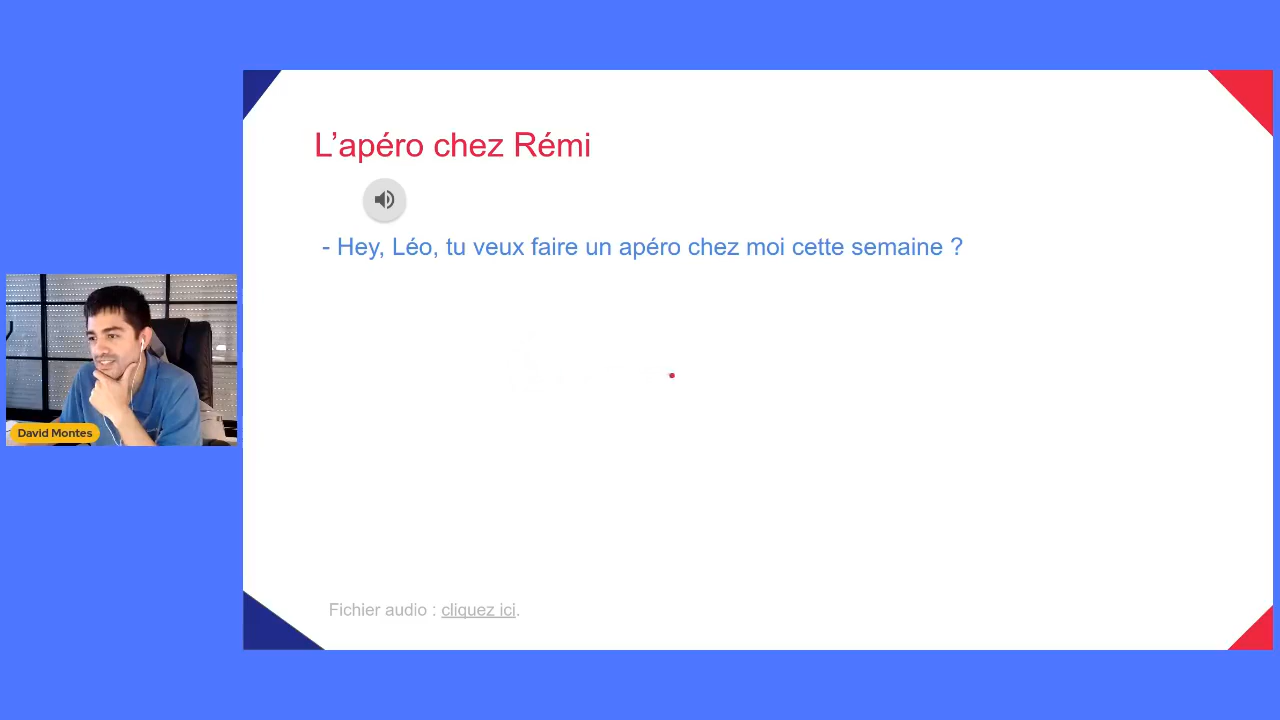 L’apéro chez Rémi
- Hey, Léo, tu veux faire un apéro chez moi cette semaine ?
David Montes
Fichier audio : cliquez ici.